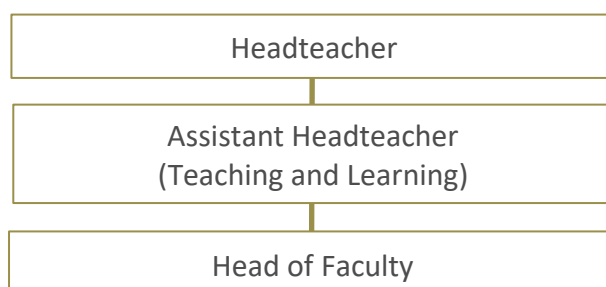 Headteacher
Assistant Headteacher
(Teaching and Learning)
Head of Faculty